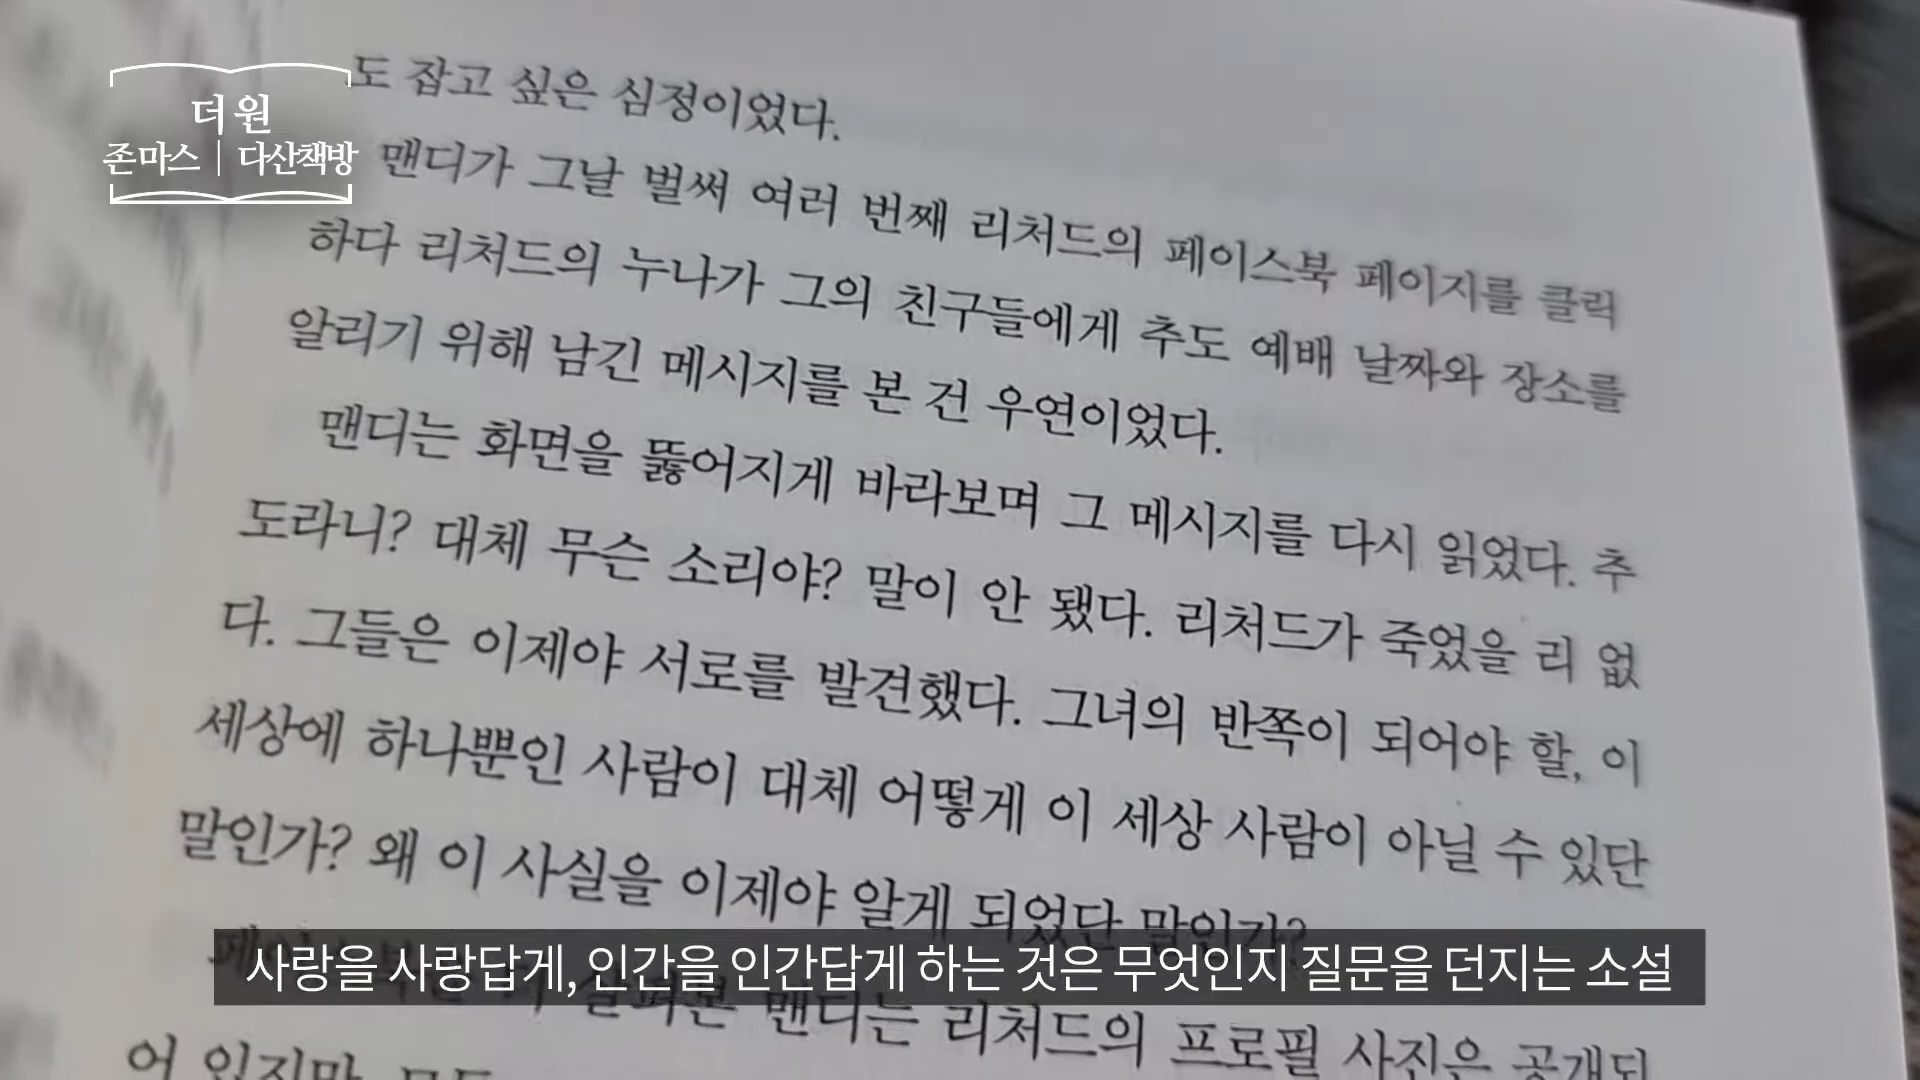 더 원
존 마스 | 다산책방
도 잡고 싶은 심정이었다.
맨디가 그날 벌써 여러 번째 리처드의 페이스북 페이지를 클릭
하다 리처드의 누나가 그의 친구들에게 추도 예배 날짜와 장소를
알리기 위해 남긴 메시지를 본 건 우연이었다.
맨디는 화면을 뚫어지게 바라보며 그 메시지를 다시 읽었다. 추
도라니? 대체 무슨 소리야? 말이 안 됐다. 리처드가 죽었을 리 없
다. 그들은 이제야 서로를 발견했다. 그녀의 반쪽이 되어야 할, 이
세상에 하나뿐인 사람이 대체 어떻게 이 세상 사람이 아닐 수 있단
말인가? 왜 이 사실을 이제야 알게 되었단 말인가?
살펴본 맨디는 리처드의 프로필 사진은 공개되
어 있지만
사랑을 사랑답게, 인간을 인간답게 하는 것은 무엇인지 질문을 던지는 소설